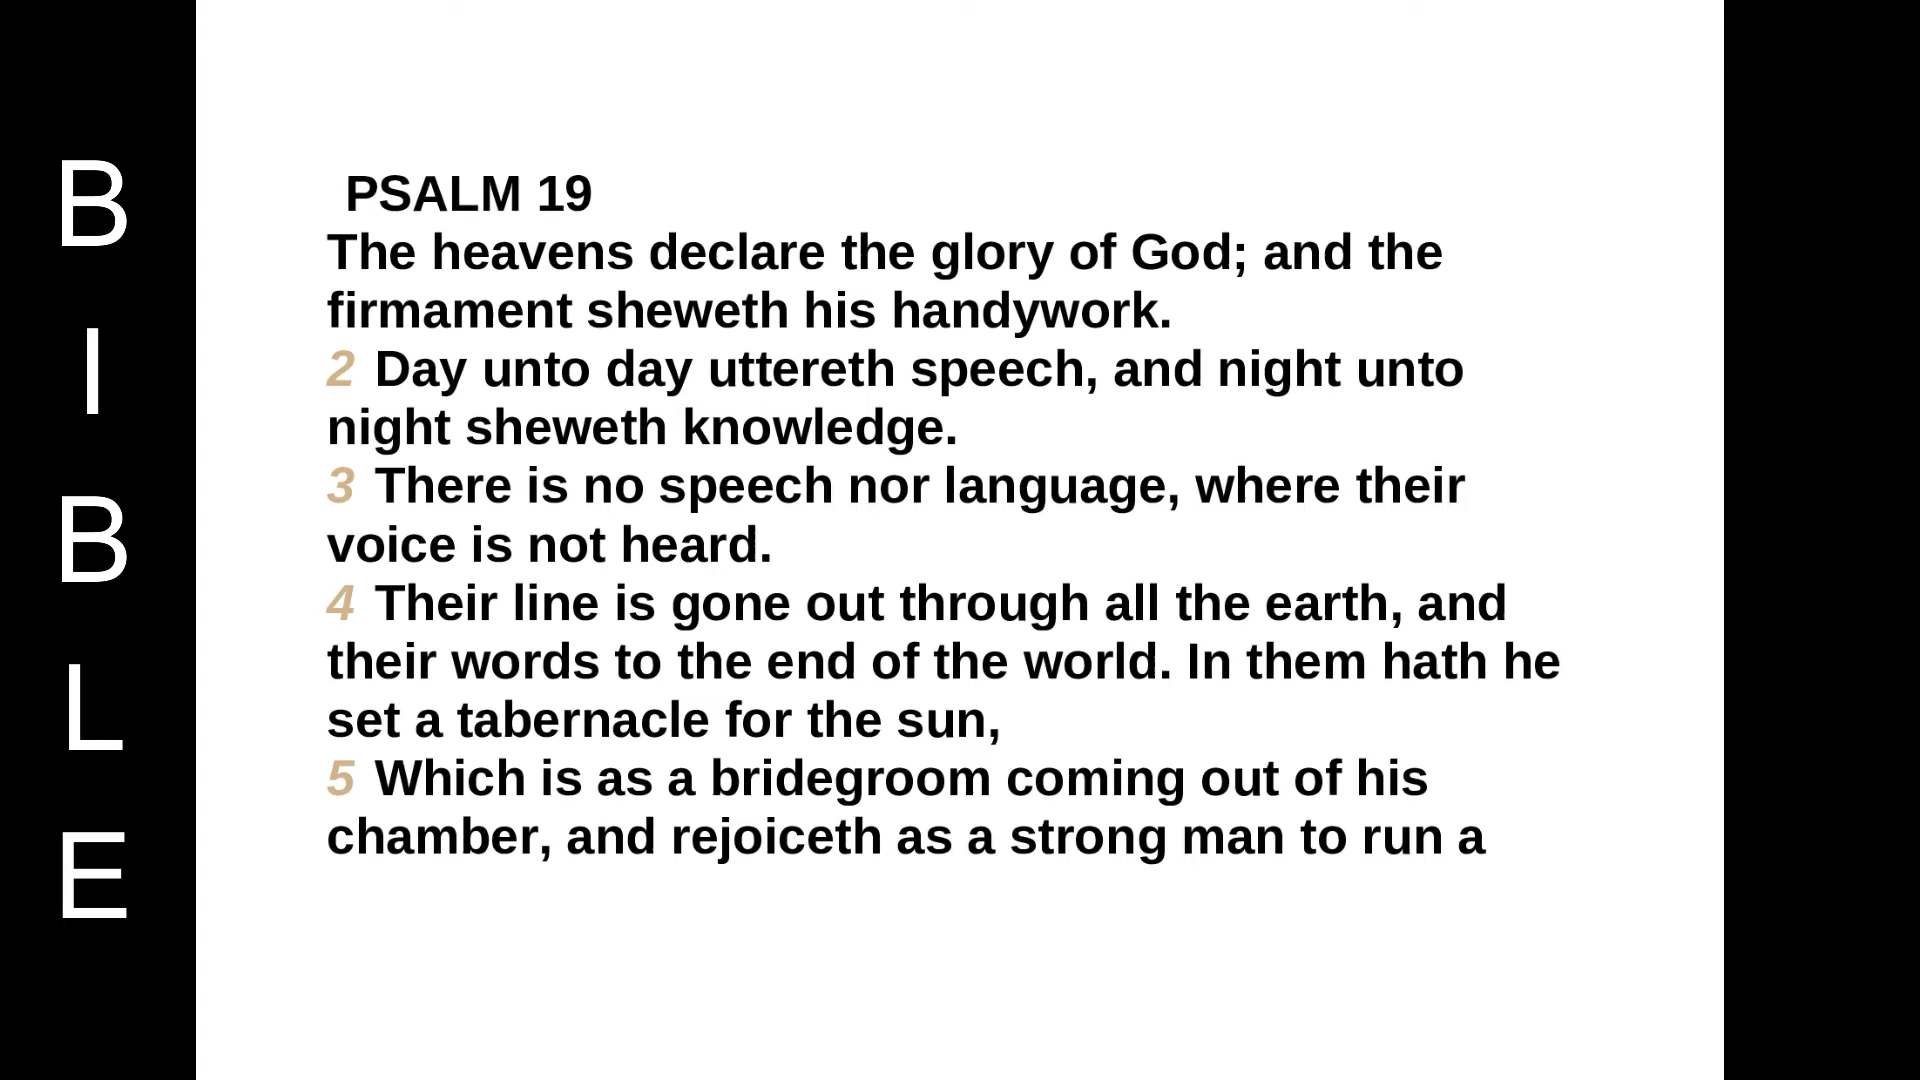 BIBLE
PSALM 19
The heavens declare the glory of God; and the
firmament sheweth his handywork.
2 Day unto day uttereth speech, and night unto
night sheweth knowledge.
3 There is no speech nor language, where their
voice is not heard.
4 Their line is gone out through all the earth, and
their words to the end of the world. In them hath he
set a tabernacle for the sun,
5 Which is as a bridegroom coming out of his
chamber, and rejoiceth as a strong man to run a